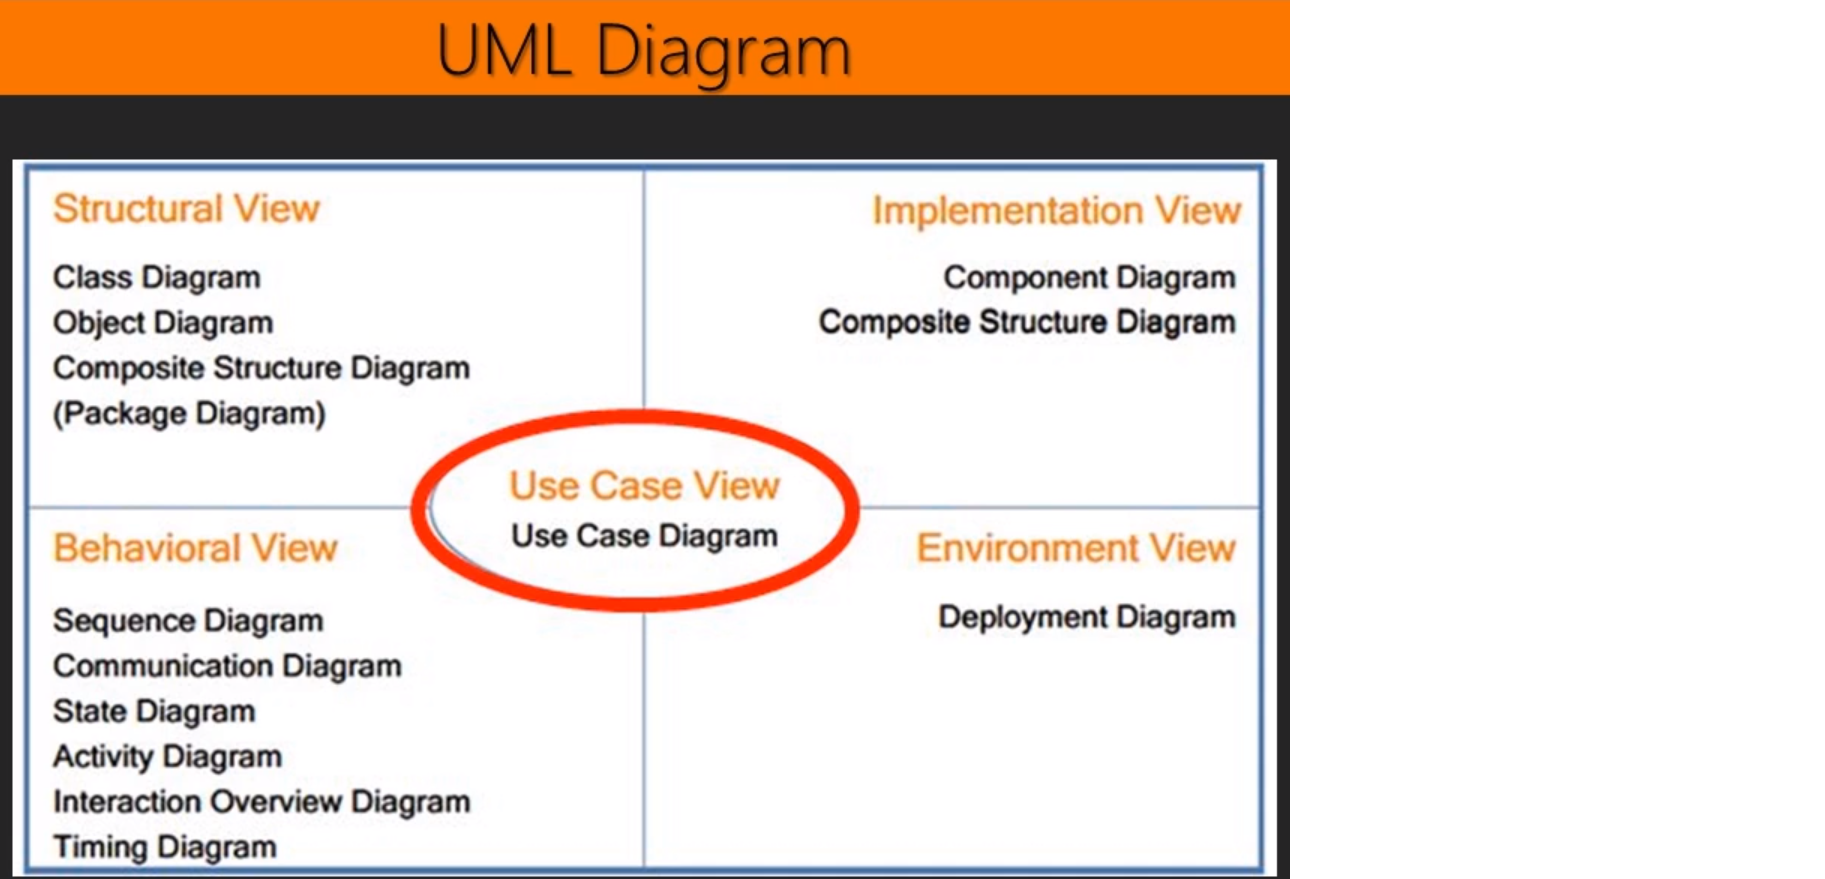 UML Diagram
Structural View
Class Diagram
Object Diagram
Composite Structure Diagram
(Package Diagram)
Implementation View
Component Diagram
Composite Structure Diagram
Use Case View
Use Case Diagram
Behavioral View
Sequence Diagram
Communication Diagram
State Diagram
Activity Diagram
Interaction Overview Diagram
Timing Diagram
Environment View
Deployment Diagram